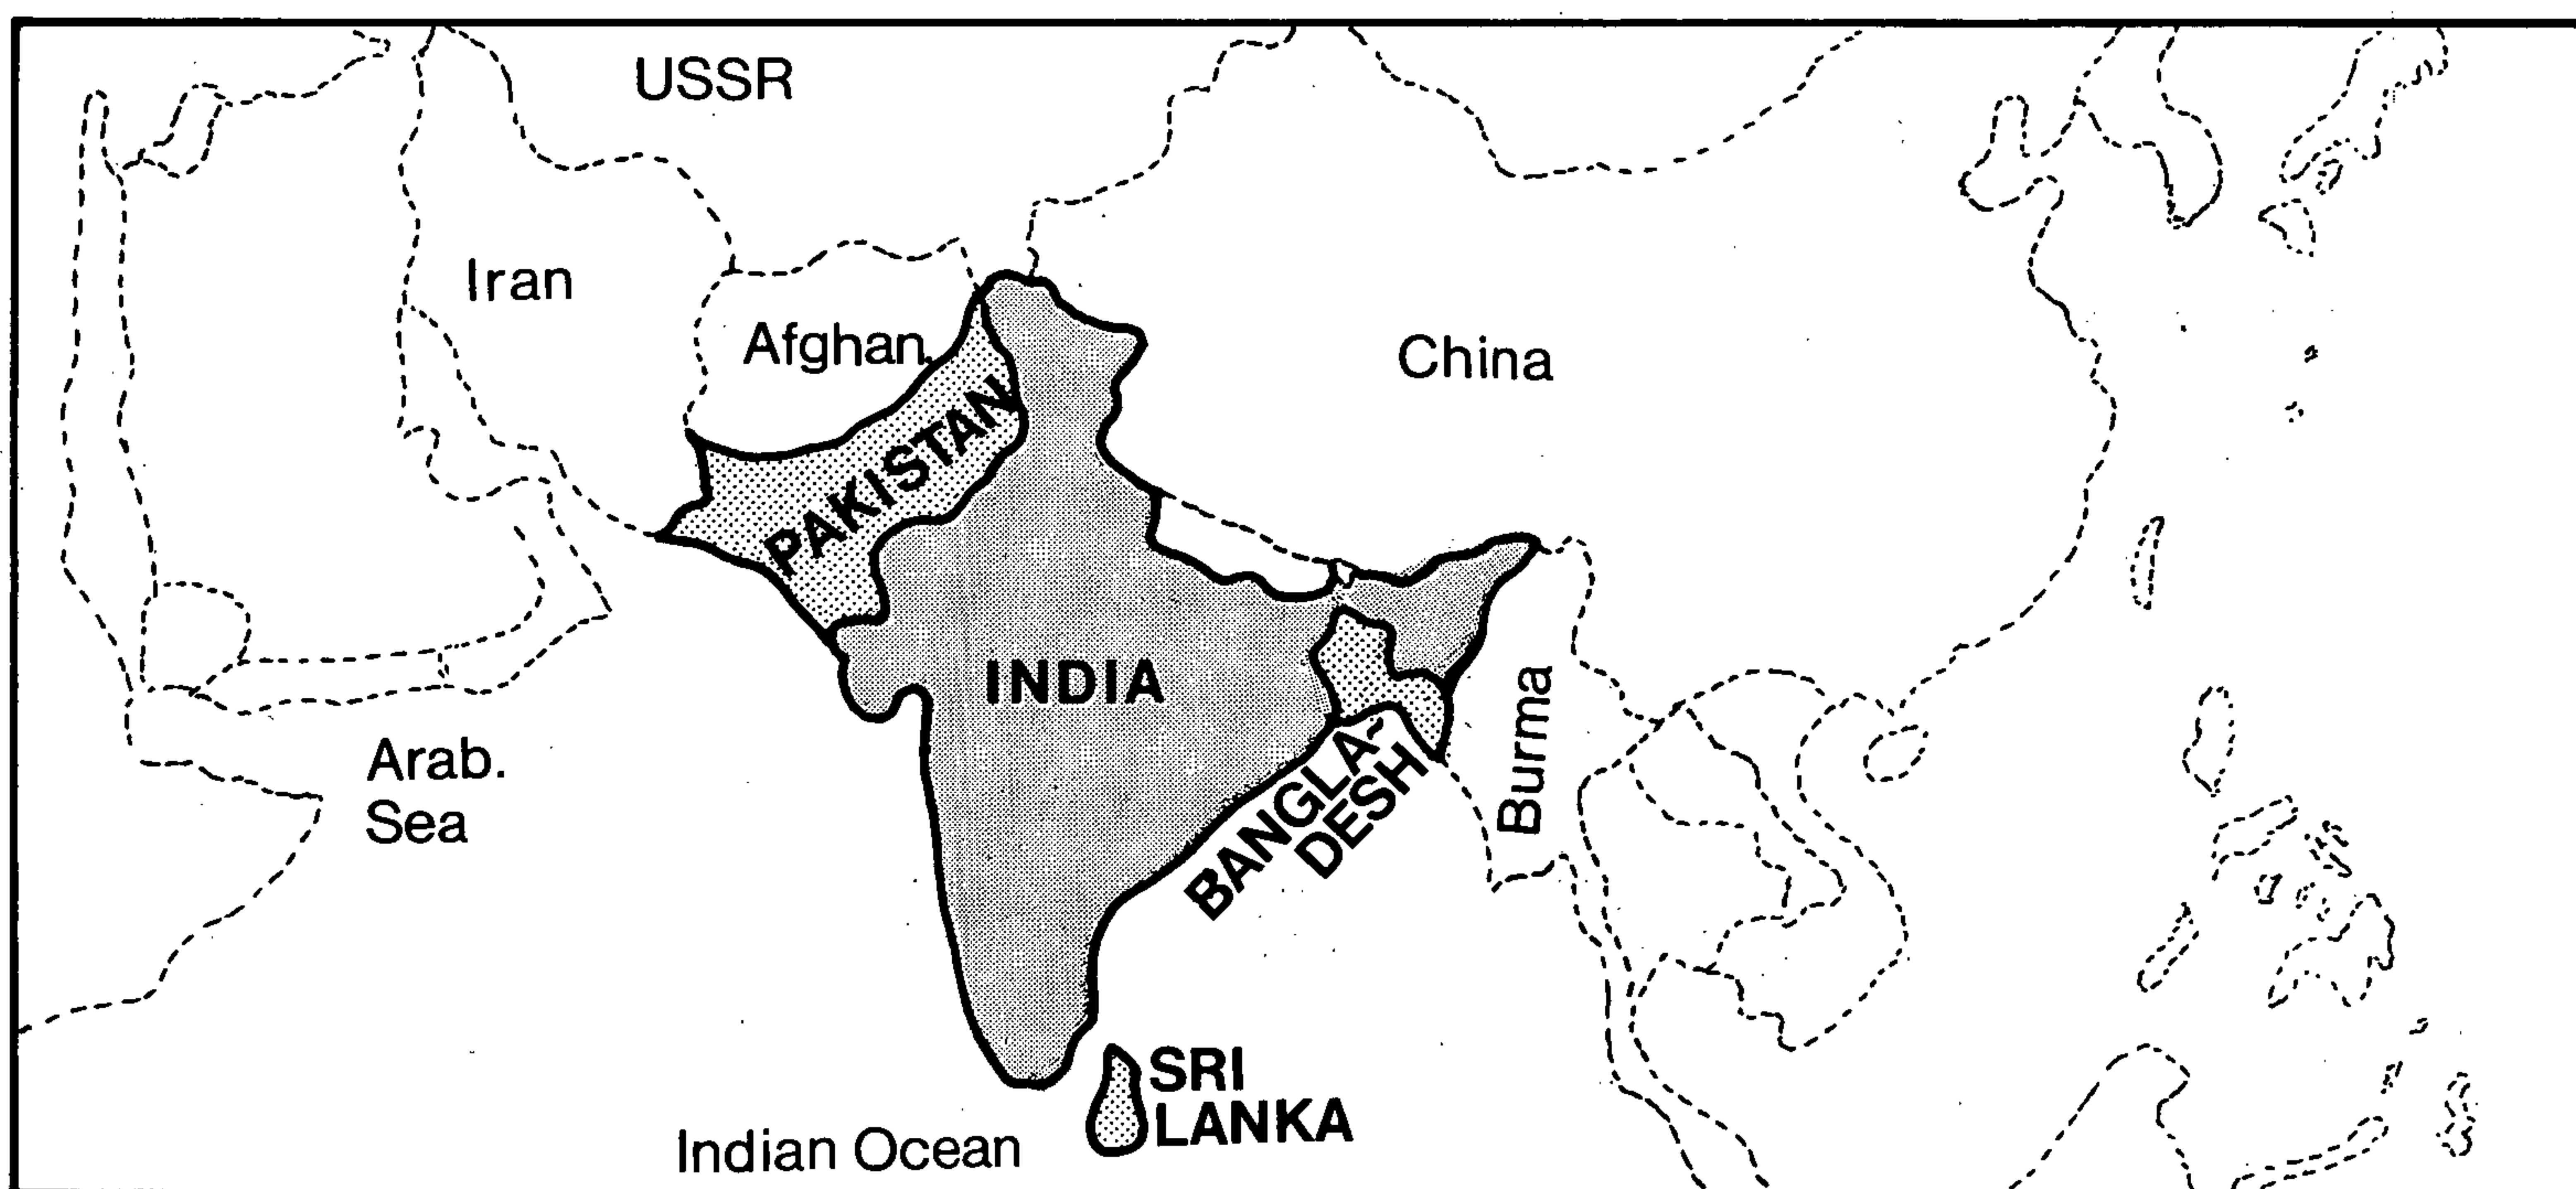 USSR
Iran
Afghan.
China
PAKISTAN
INDIA
Burma
BANGLA-
DESH
Arab.
Sea
SRI
LANKA
Indian Ocean